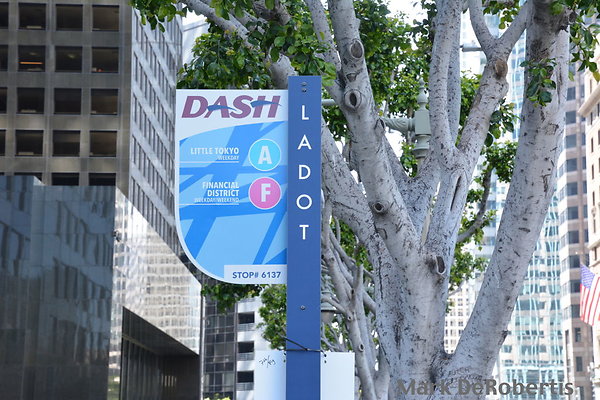 DASH
LITTLE TOKYO
WEEKDAY
A
FINANCIAL
DISTRICT
WEEKDAY/WEEKEND
F
STOP# 6137
LADOT
Mark DeRobertis